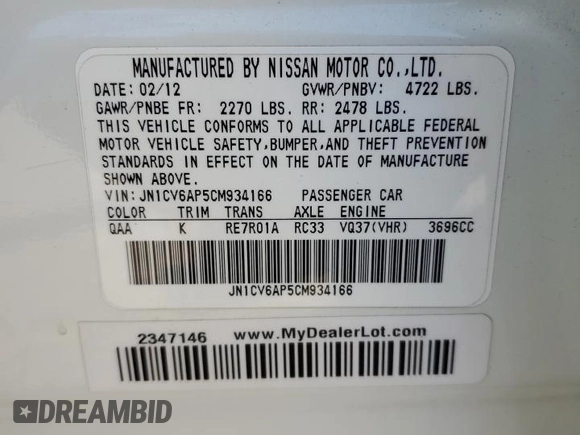 MANUFACTURED BY NISSAN MOTOR CO.,LTD.
DATE: 02/12 GVWR/PNBV: 4722 LBS.
GAWR/PNBE FR: 2270 LBS. RR: 2478 LBS.
THIS VEHICLE CONFORMS TO ALL APPLICABLE FEDERAL
MOTOR VEHICLE SAFETY,BUMPER,AND THEFT PREVENTION
STANDARDS IN EFFECT ON THE DATE OF MANUFACTURE
SHOWN ABOVE.
VIN: JN1CV6AP5CM934166 PASSENGER CAR
COLOR TRIM TRANS AXLE ENGINE
QAA K RE7R01A RC33 VQ37(VHR) 3696CC
JN1CV6AP5CM934166
2347146 www.MyDealerLot.com
DREAMBID